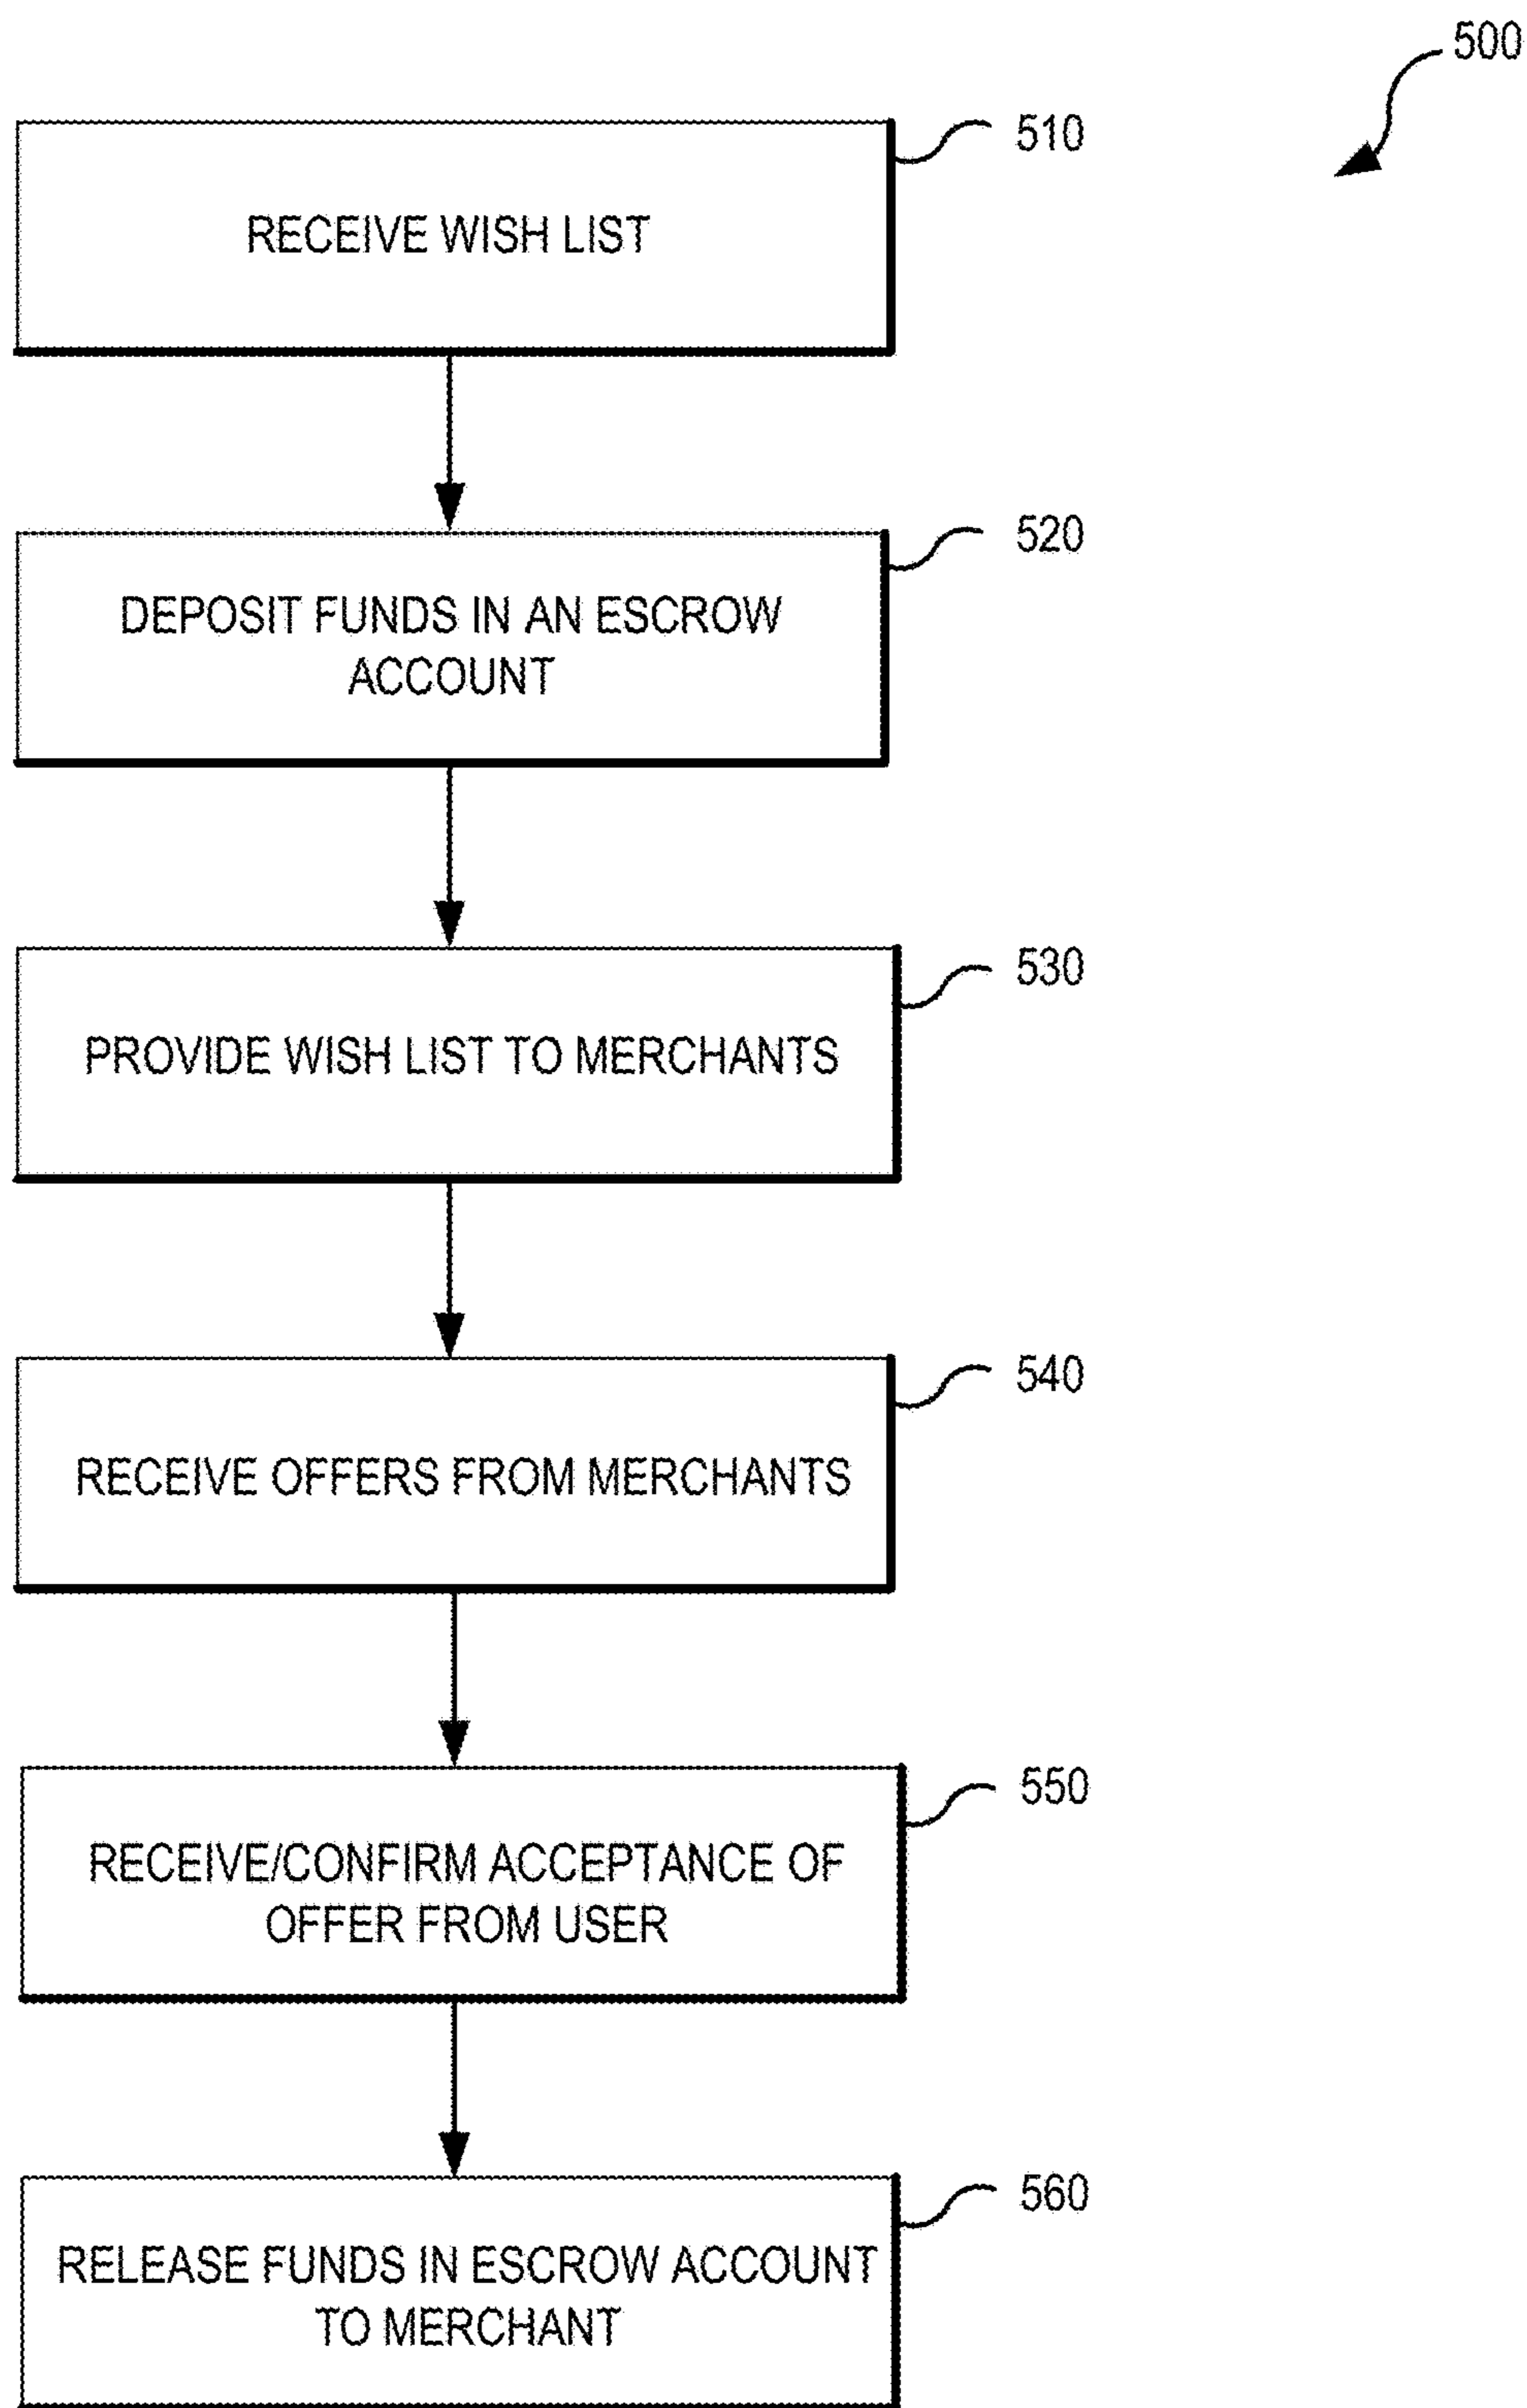 500
510
RECEIVE WISH LIST
520
DEPOSIT FUNDS IN AN ESCROW
ACCOUNT
530
PROVIDE WISH LIST TO MERCHANTS
540
RECEIVE OFFERS FROM MERCHANTS
550
RECEIVE/CONFIRM ACCEPTANCE OF
OFFER FROM USER
560
RELEASE FUNDS IN ESCROW ACCOUNT
TO MERCHANT